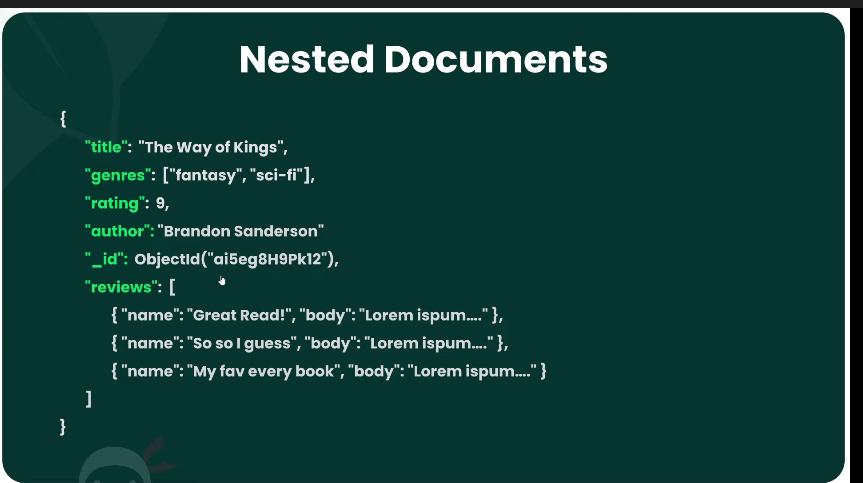 Nested Documents
{
"title": "The Way of Kings",
"genres": ["fantasy", "sci-fi"],
"rating": 9,
"author": "Brandon Sanderson"
"_id": ObjectId("ai5eg8H9Pk12"),
"reviews": [
{ "name": "Great Read!", "body": "Lorem ispum...." },
{ "name": "So so I guess", "body": "Lorem ispum...." },
{ "name": "My fav every book", "body": "Lorem ispum...." }
]
}